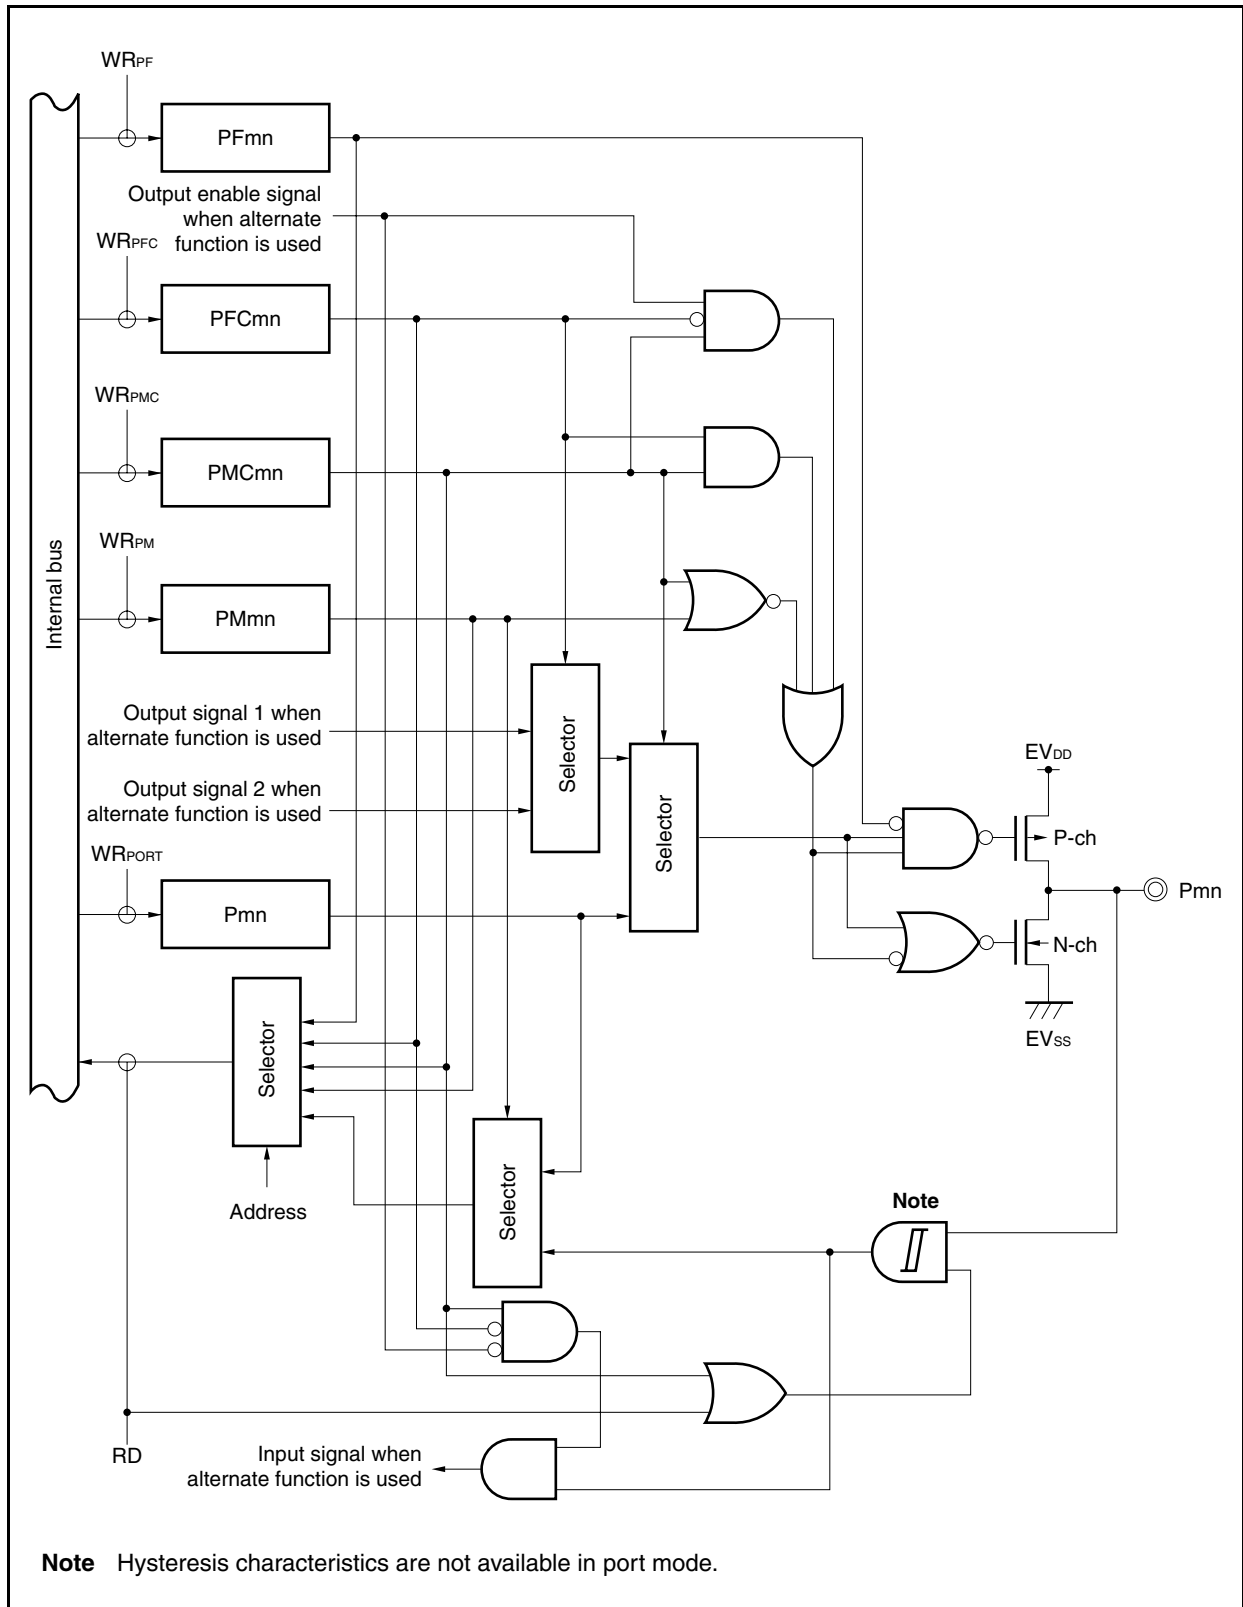 WRPF
PFmn
Output enable signal
when alternate
function is used
WRPFC
PFCmn
WRPMC
PMCmn
WRPM
PMmn
Internal bus
Output signal 1 when
alternate function is used
Output signal 2 when
alternate function is used
Selector
Selector
WRPORT
Pmn
EVDD
P-ch
Pmn
N-ch
EVSS
Selector
Address
Selector
Note
RD
Input signal when
alternate function is used
Note Hysteresis characteristics are not available in port mode.